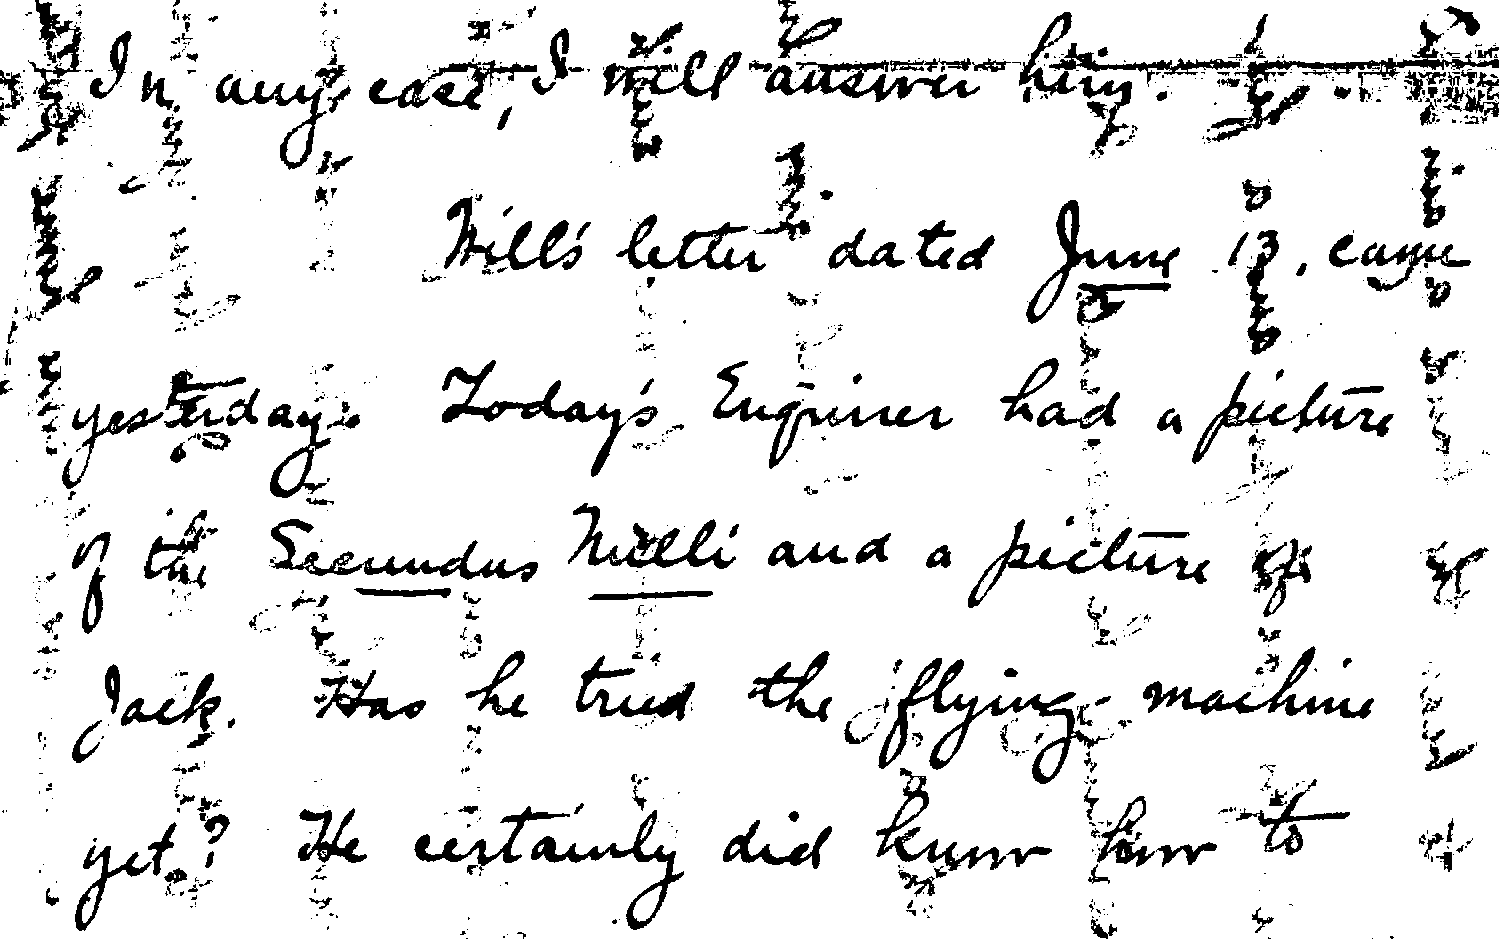 In any case, I will answer him.
Will's letter dated June 13, came
yesterday. Today's Enquirer had a picture
of the Secundus Milli and a picture of
Jack. Has he tried the flying machine
yet? He certainly did know how to